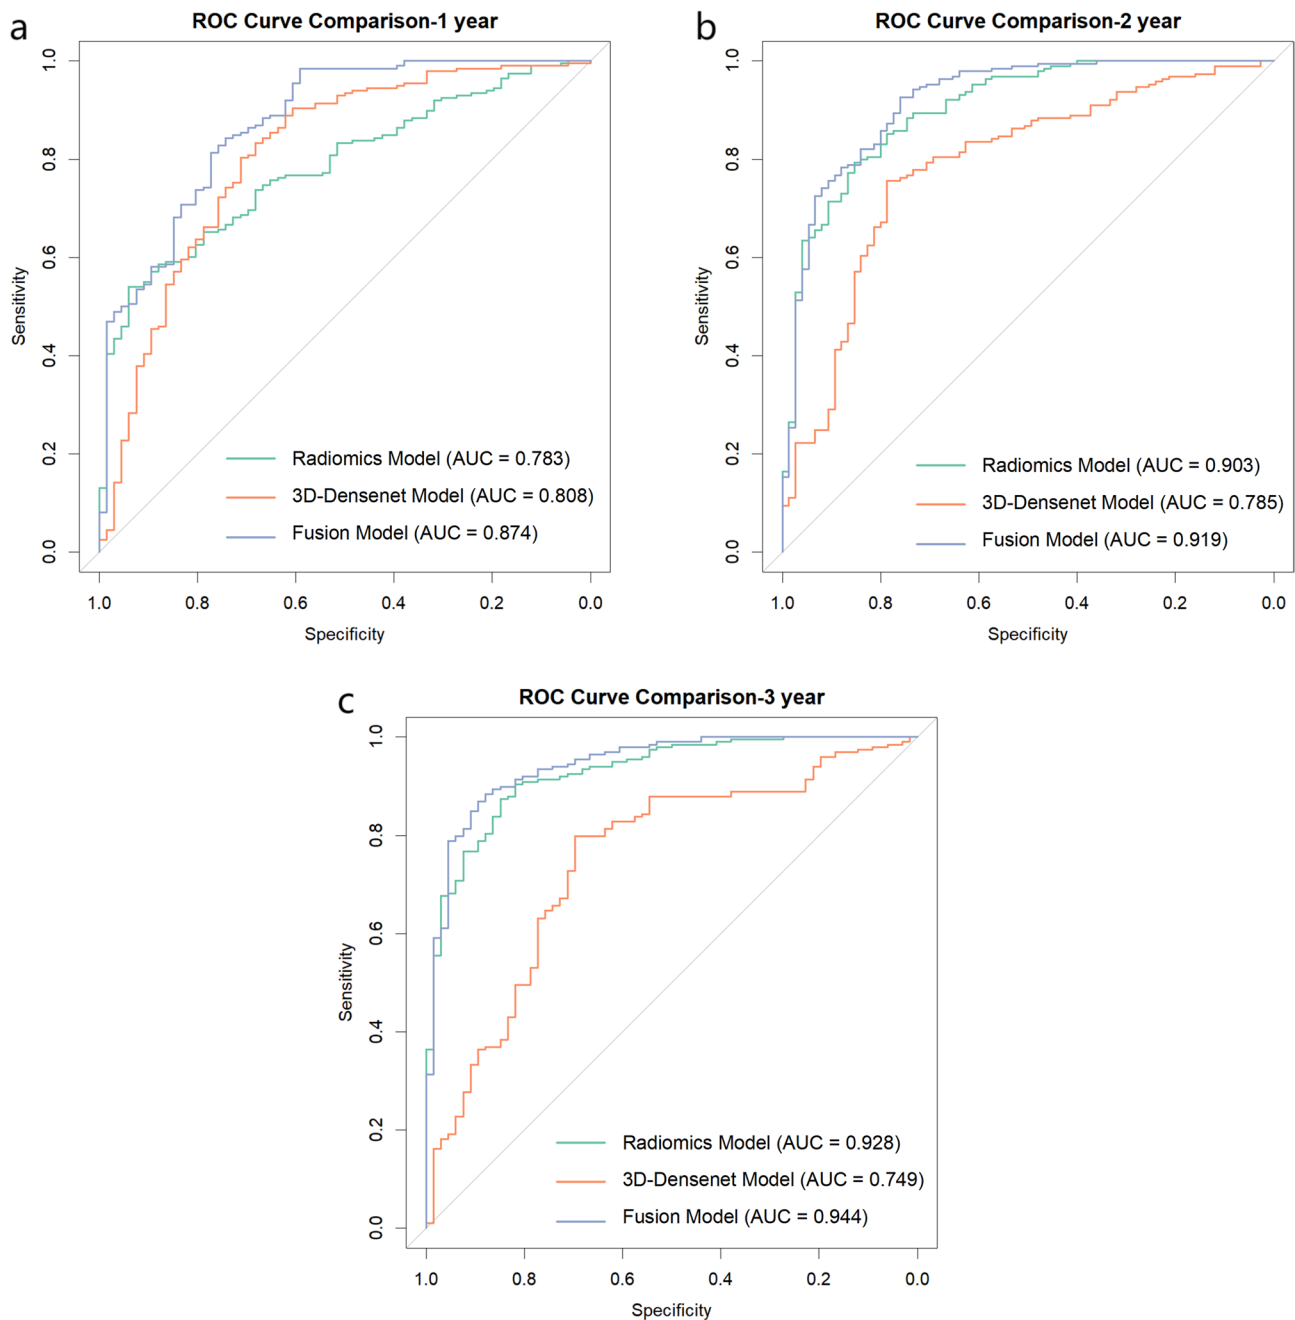 a
ROC Curve Comparison-1 year
1.0
0.8
0.6
0.4
0.2
0.0
Sensitivity
Radiomics Model (AUC = 0.783)
3D-Densenet Model (AUC = 0.808)
Fusion Model (AUC = 0.874)
1.0 0.8 0.6 0.4 0.2 0.0
Specificity
b
ROC Curve Comparison-2 year
1.0
0.8
0.6
0.4
0.2
0.0
Sensitivity
Radiomics Model (AUC = 0.903)
3D-Densenet Model (AUC = 0.785)
Fusion Model (AUC = 0.919)
1.0 0.8 0.6 0.4 0.2 0.0
Specificity
c
ROC Curve Comparison-3 year
1.0
0.8
0.6
0.4
0.2
0.0
Sensitivity
Radiomics Model (AUC = 0.928)
3D-Densenet Model (AUC = 0.749)
Fusion Model (AUC = 0.944)
1.0 0.8 0.6 0.4 0.2 0.0
Specificity